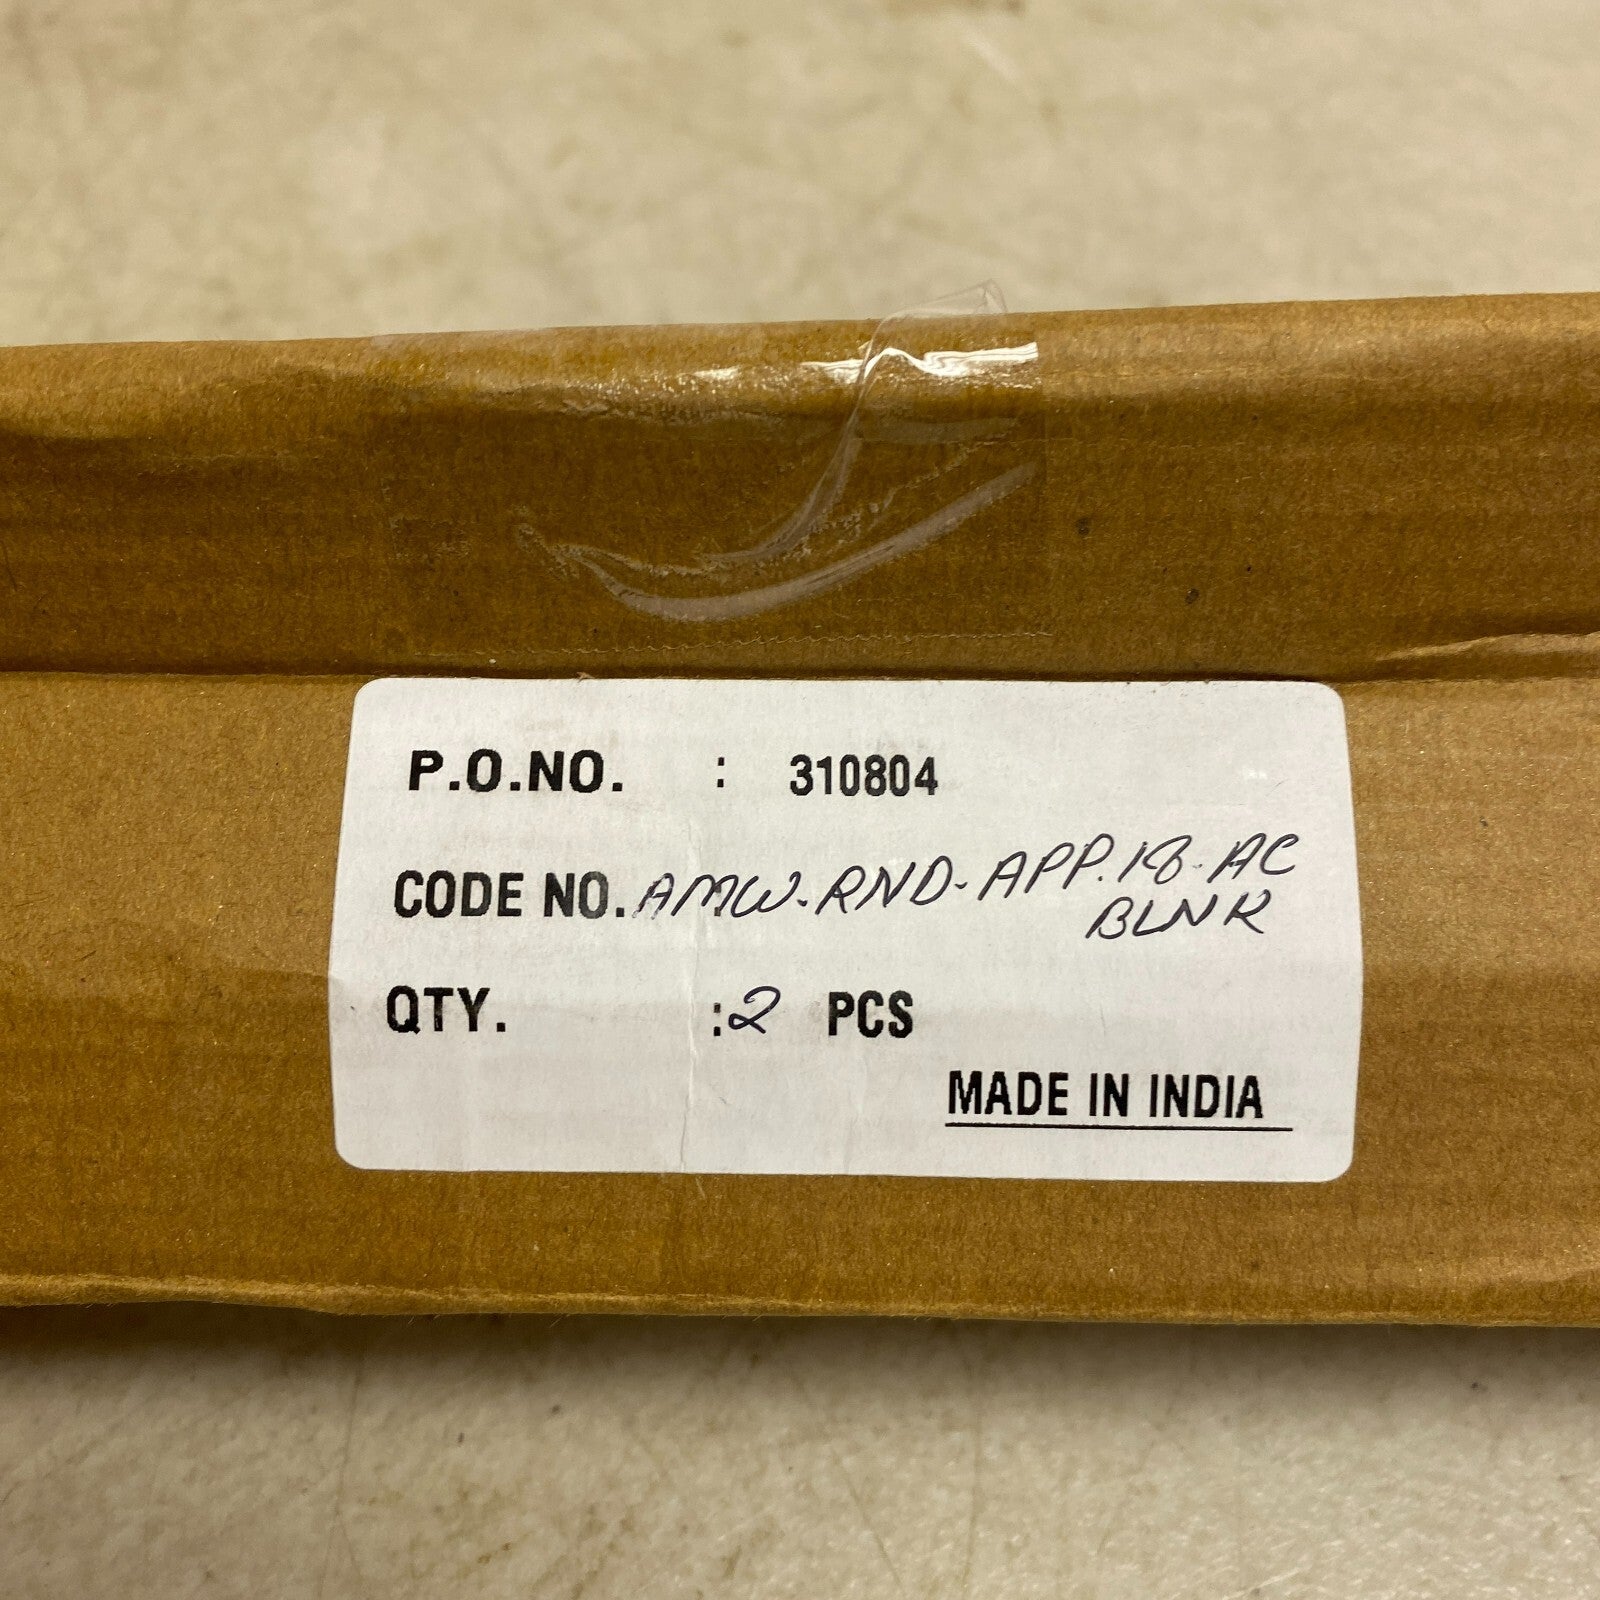 P.O.NO. : 310804
CODE NO. AMW-RND-APP.18-AC
BLNK
QTY. :2 PCS
MADE IN INDIA